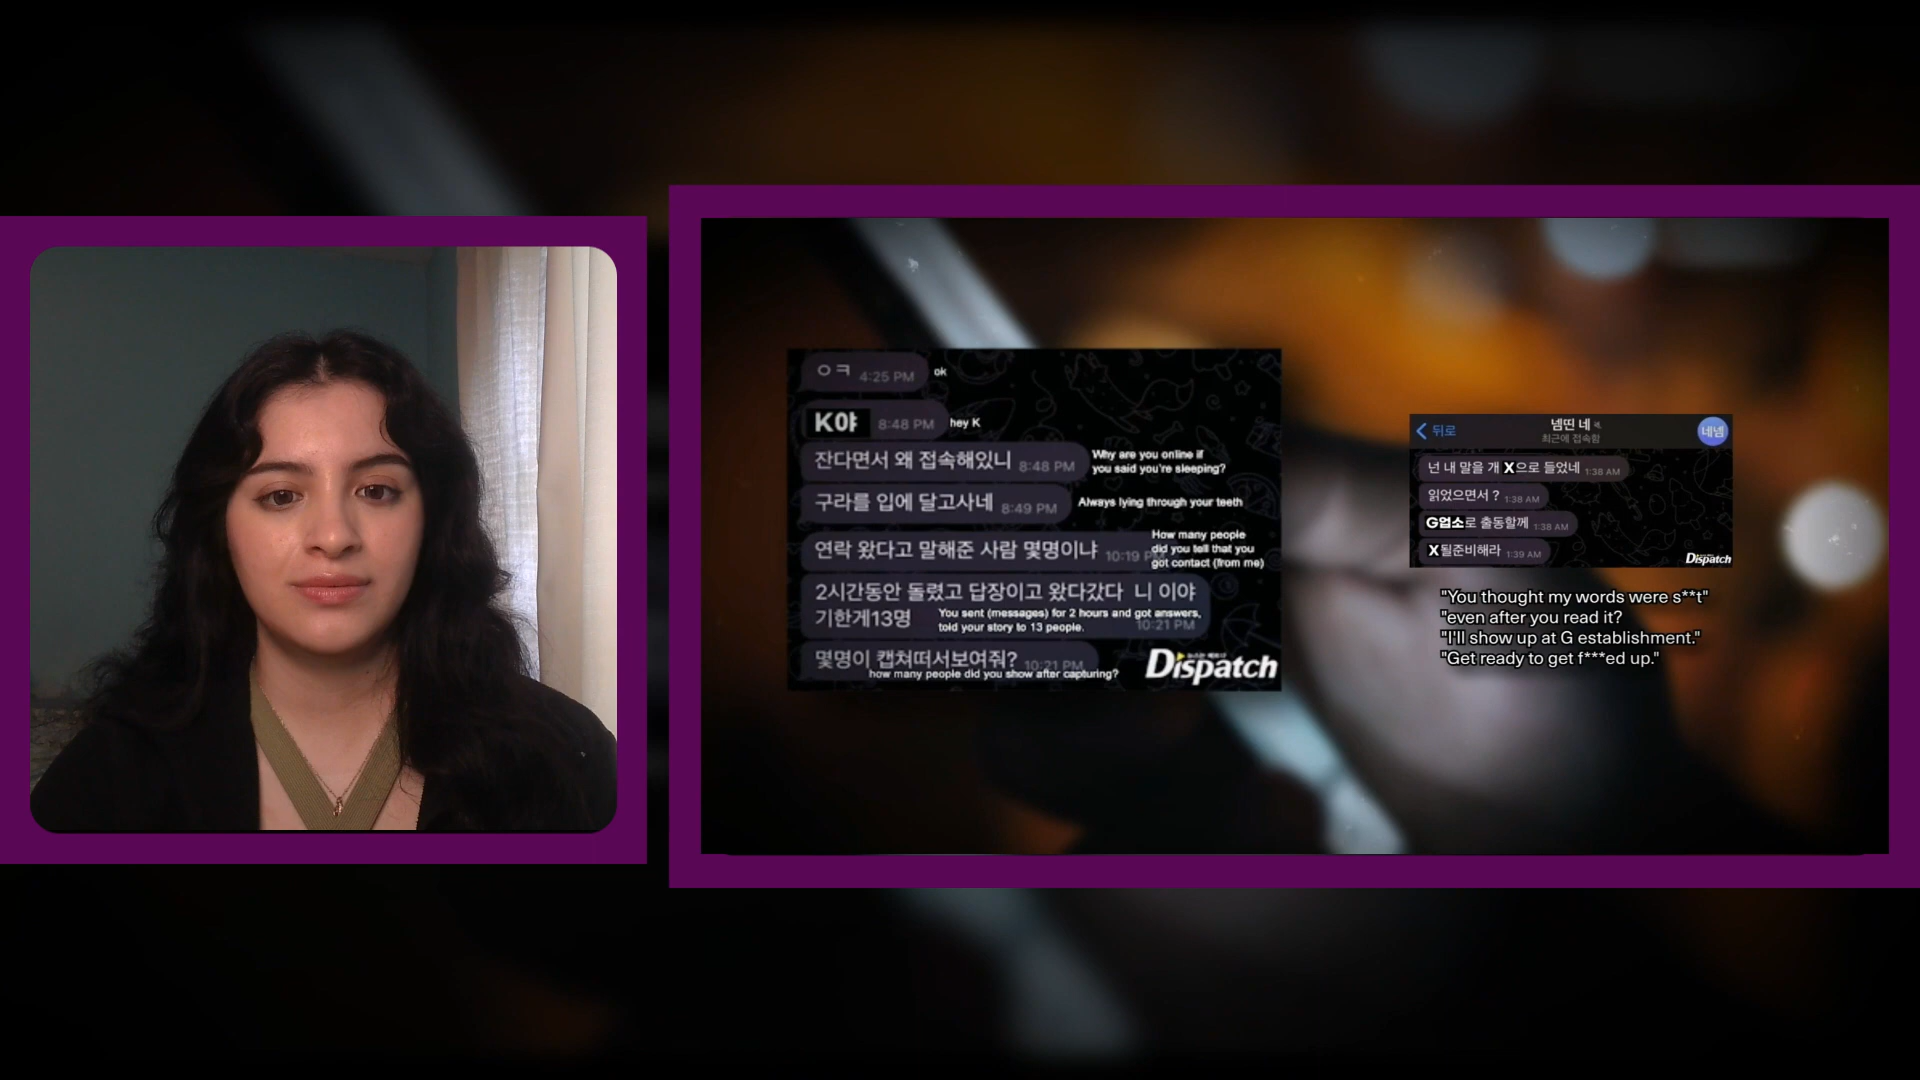 ㅇㅋ 4:25 PM ok
K야 8:48 PM hey K
잔다면서 왜 접속해있니 8:48 PM
Why are you online if
you said you're sleeping?
구라를 입에 달고사네 8:49 PM Always lying through your teeth
연락 왔다고 말해준 사람 몇명이냐 10:19 P
How many people
did you tell that you
got contact (from me)
2시간동안 돌렸고 답장이고 왔다갔다 니 이야
기한게13명
You sent (messages) for 2 hours and got answers,
told your story to 13 people.
10:21 PM
몇명이 캡쳐떠서보여줘? 10:21 PM
how many people did you show after capturing?
Dispatch
뒤로
넴띤 네
최근에 접속함
네넴
넌 내 말을 개 X으로 들었네 1:38 AM
읽었으면서 ? 1:38 AM
G업소로 출동할께 1:38 AM
X될준비해라 1:39 AM
Dispatch
"You thought my words were s**t"
"even after you read it?
"I'll show up at G establishment."
"Get ready to get f***ed up."